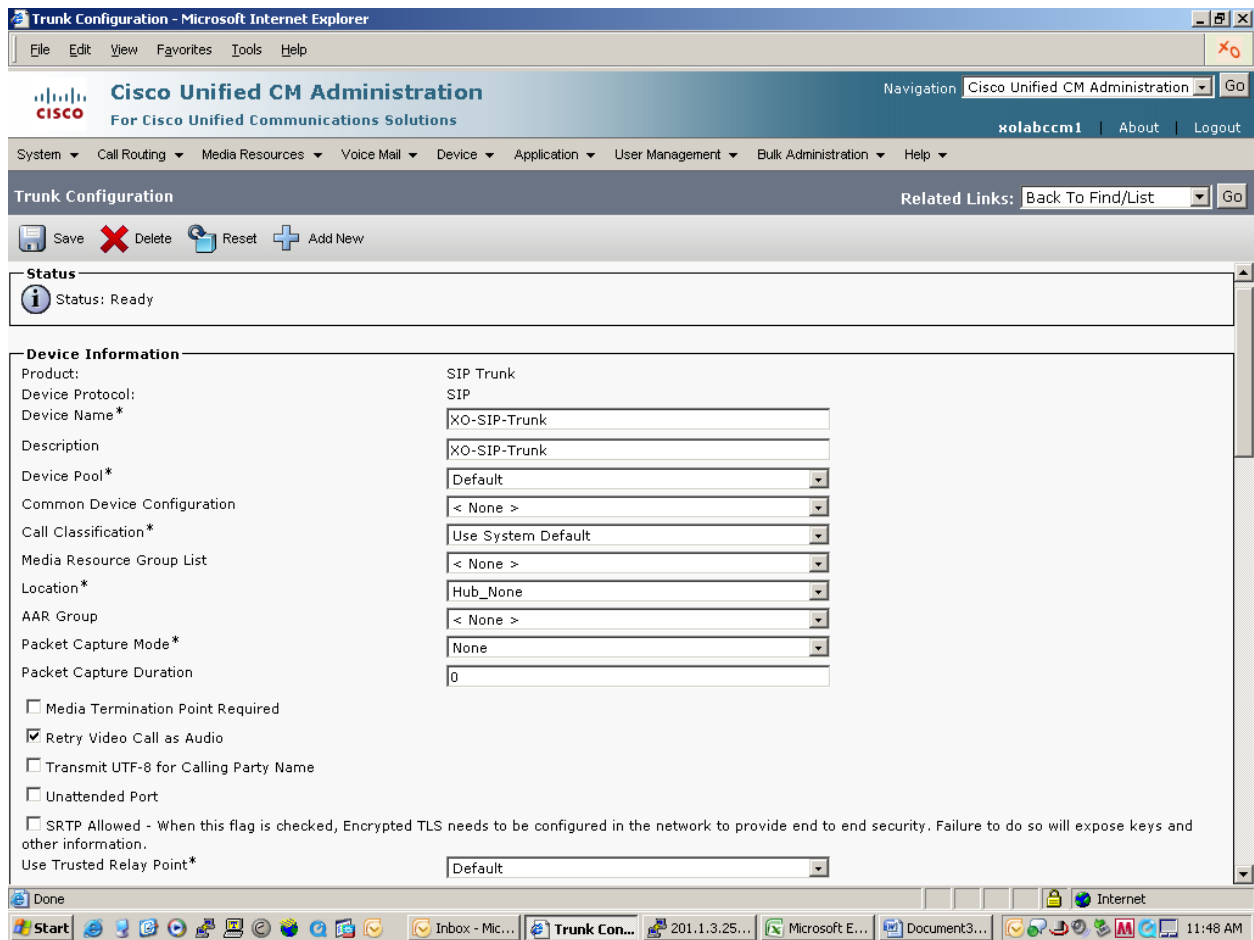 Trunk Configuration - Microsoft Internet Explorer
File Edit View Favorites Tools Help
XO
CISCO
Cisco Unified CM Administration
For Cisco Unified Communications Solutions
Navigation Cisco Unified CM Administration Go
xolabccm1 | About | Logout
System Call Routing Media Resources Voice Mail Device Application User Management Bulk Administration Help
Trunk Configuration
Related Links: Back To Find/List Go
Save Delete Reset Add New
Status
i Status: Ready
Device Information
Product: SIP Trunk
Device Protocol: SIP
Device Name* XO-SIP-Trunk
Description XO-SIP-Trunk
Device Pool* Default
Common Device Configuration < None >
Call Classification* Use System Default
Media Resource Group List < None >
Location* Hub_None
AAR Group < None >
Packet Capture Mode* None
Packet Capture Duration 0
Media Termination Point Required
Retry Video Call as Audio
Transmit UTF-8 for Calling Party Name
Unattended Port
SRTP Allowed - When this flag is checked, Encrypted TLS needs to be configured in the network to provide end to end security. Failure to do so will expose keys and
other information.
Use Trusted Relay Point* Default
Done Internet
Start Inbox - Mic... Trunk Con... 201.1.3.25... Microsoft E... Document3... 11:48 AM